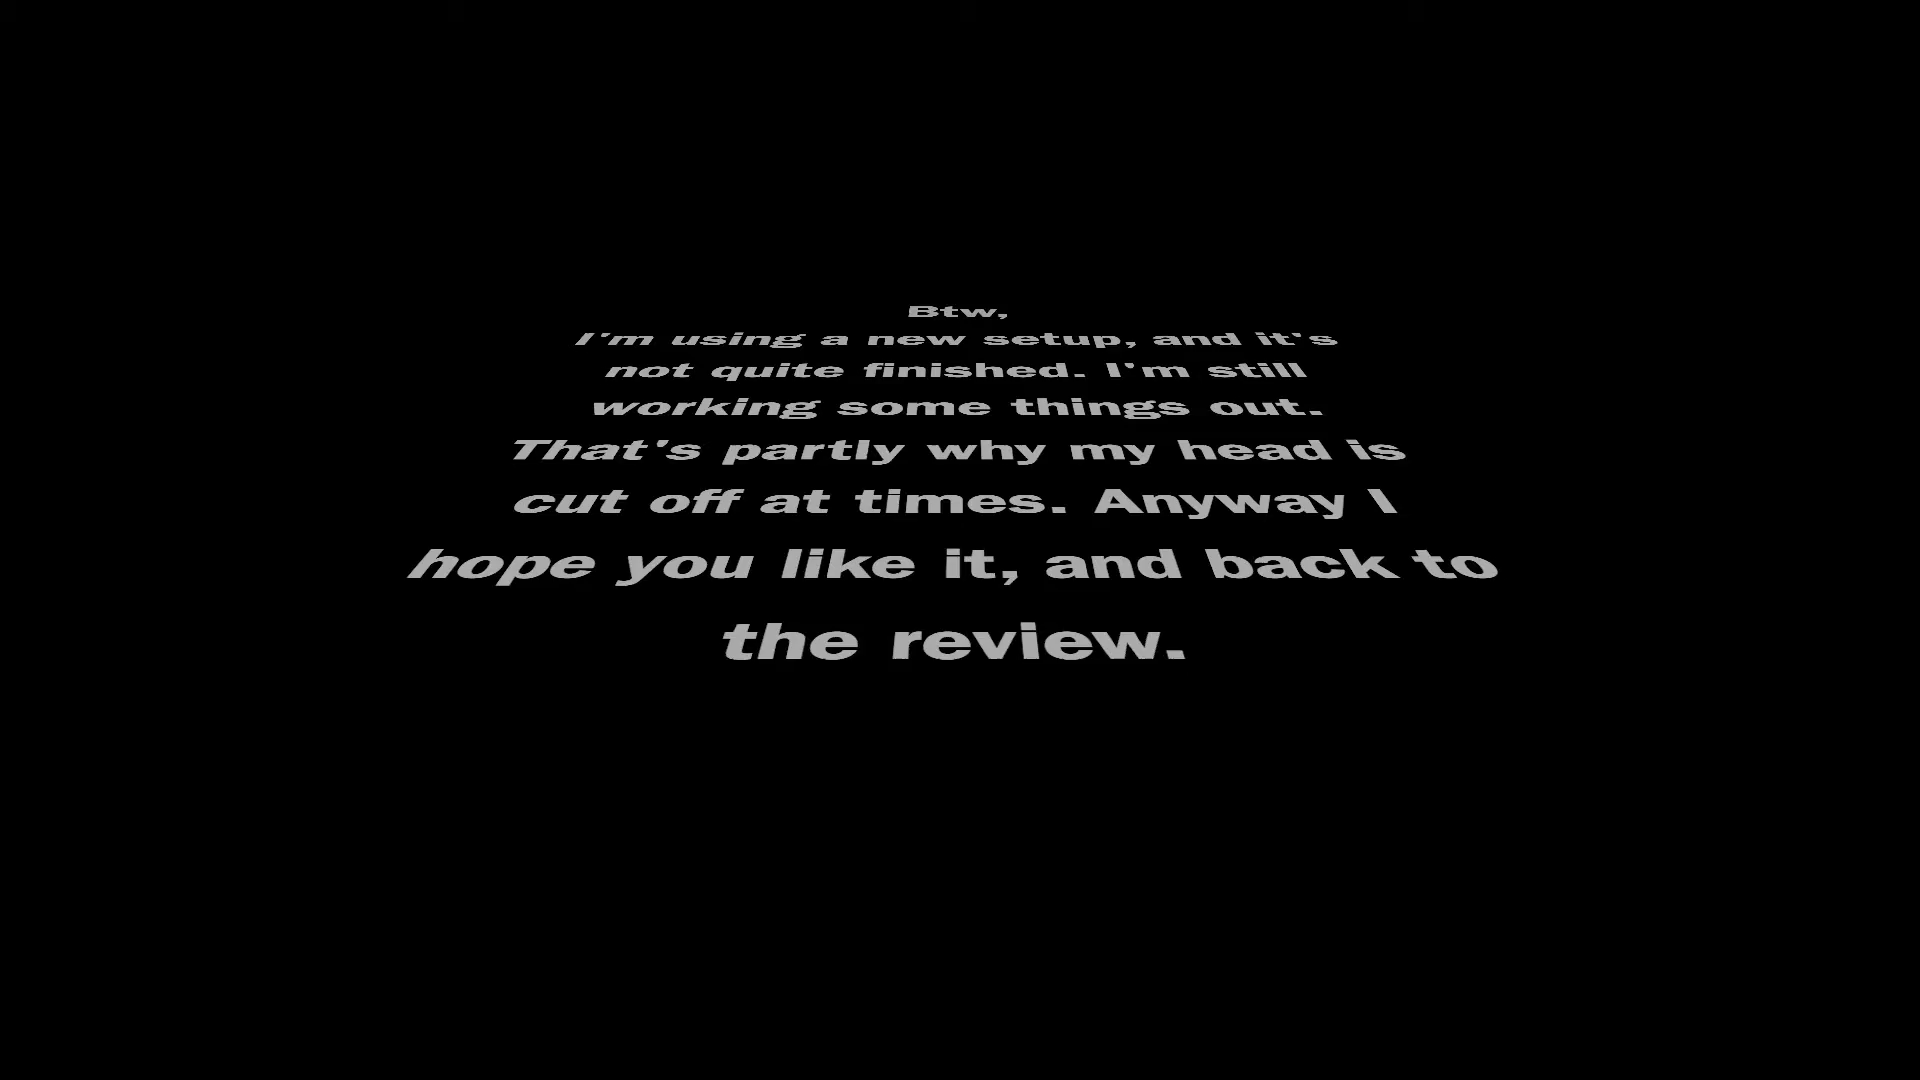 Btw,
I'm using a new setup, and it's
not quite finished. I'm still
working some things out.
That's partly why my head is
cut off at times. Anyway I
hope you like it, and back to
the review.